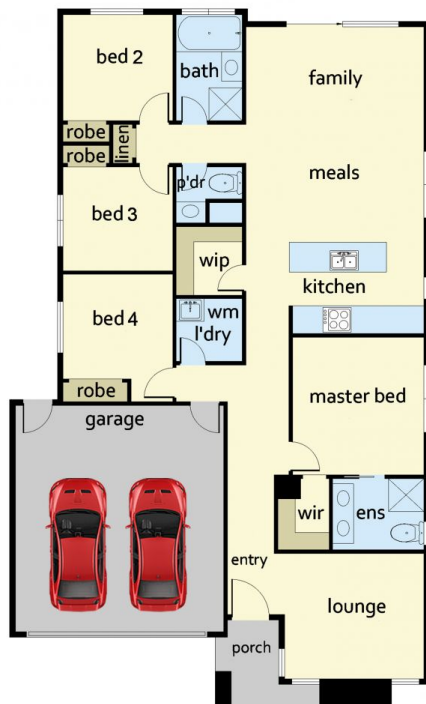 bed 2
bath
family
robe
linen
robe
p'dr
meals
bed 3
wip
kitchen
wm
l'dry
bed 4
robe
master bed
garage
wir
ens
entry
lounge
porch